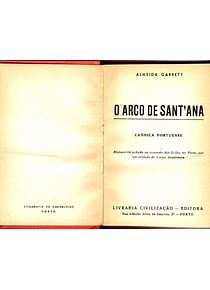 TIPOGRAFIA DO CARVALHIDO
PORTO
ALMEIDA GARRETT
O ARCO DE SANT'ANA
CRÓNICA PORTUENSE
Manuscrito achado no convento dos Grilos, no Porto, por
um soldado do Corpo Académico
LIVRARIA CIVILIZAÇÃO - EDITORA
Rua Alberto Aires de Gouveia, 27 - PORTO